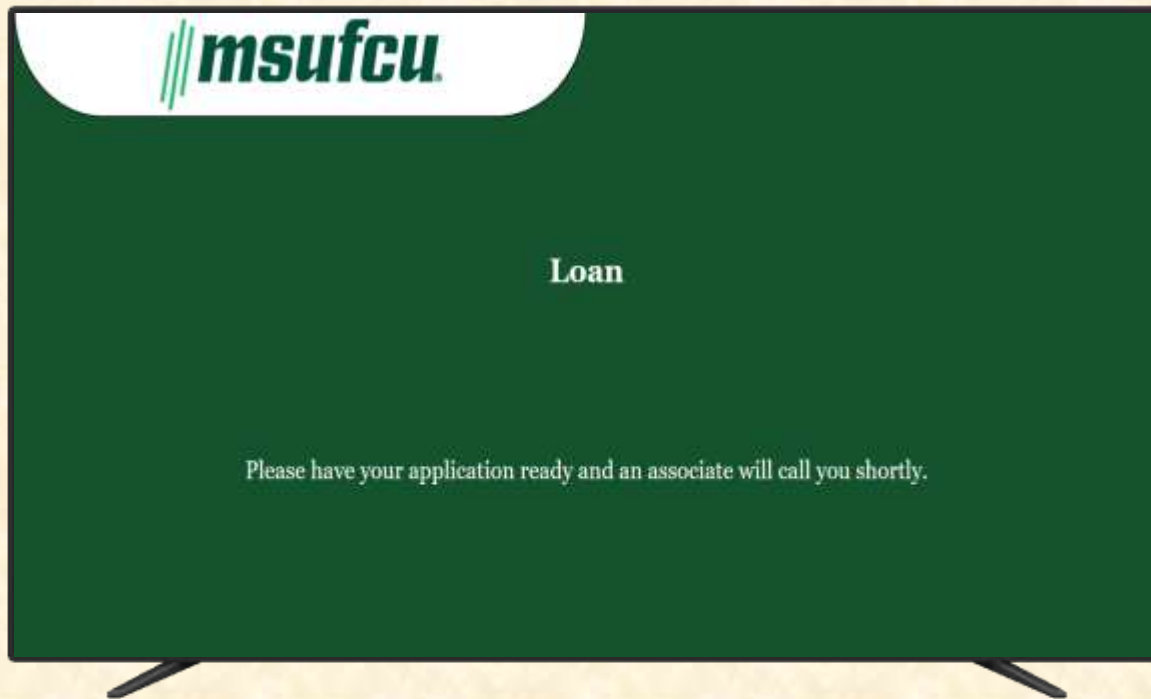 msufcu
Loan
Please have your application ready and an associate will call you shortly.